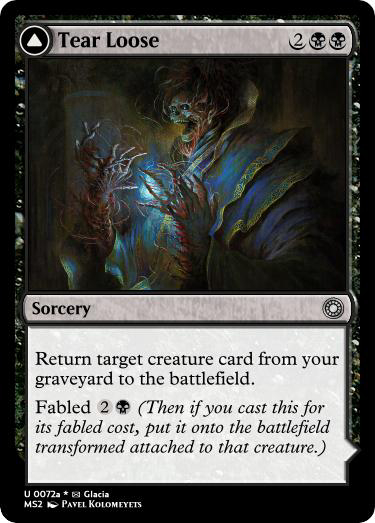 Tear Loose 2
Sorcery
Return target creature card from your
graveyard to the battlefield.
Fabled 2 (Then if you cast this for
its fabled cost, put it onto the battlefield
transformed attached to that creature.)
U 0072a * Glacia
MS2 Pavel Kolomeyets